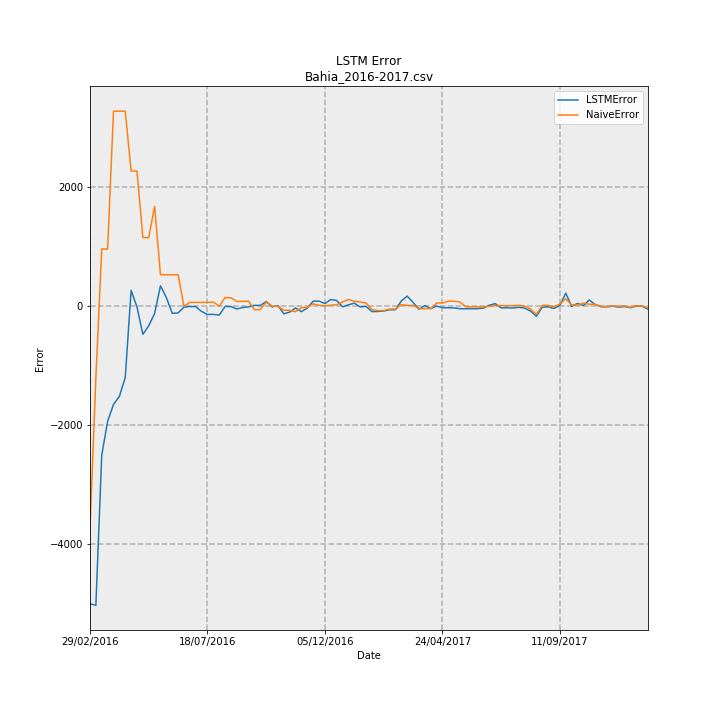 LSTM Error
Bahia_2016-2017.csv
LSTMError
NaiveError
2000
0
−2000
−4000
Error
29/02/2016
18/07/2016
05/12/2016
24/04/2017
11/09/2017
Date